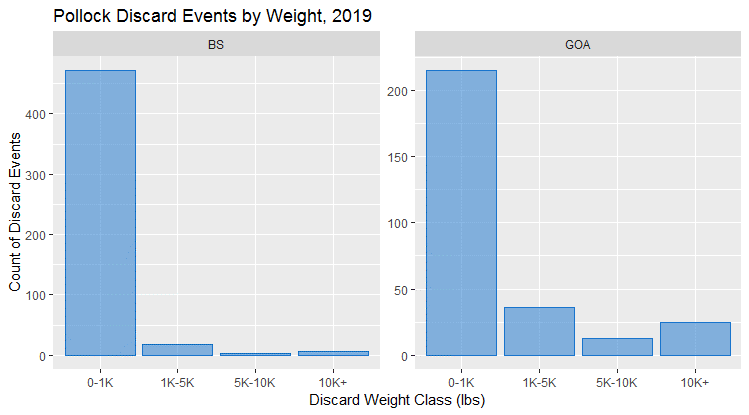 Pollock Discard Events by Weight, 2019
BS
GOA
Count of Discard Events
400
300
200
100
0
200
150
100
50
0
0-1K 1K-5K 5K-10K 10K+
0-1K 1K-5K 5K-10K 10K+
Discard Weight Class (lbs)